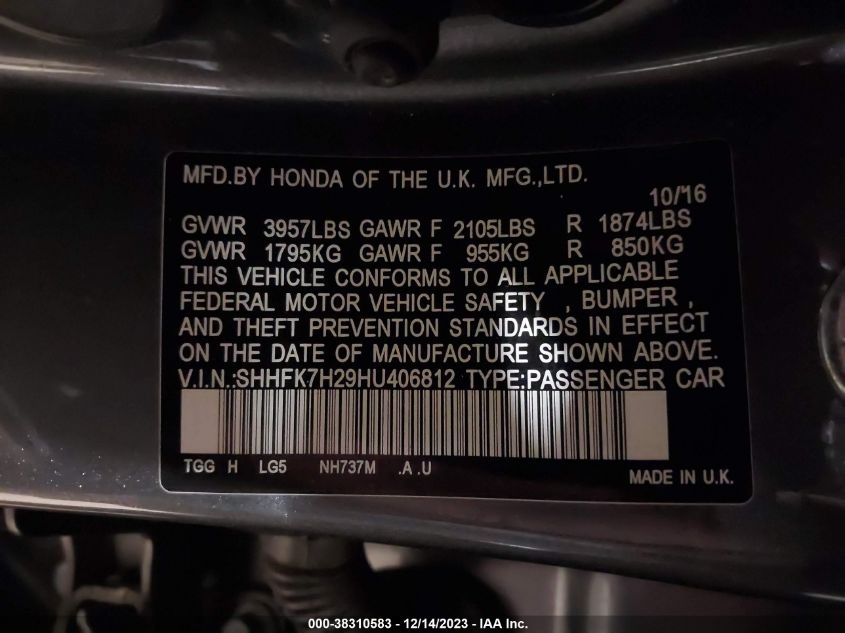 MFD.BY HONDA OF THE U.K. MFG.,LTD.
10/'16
GVWR 3957LBS GAWR F 2105LBS R 1874LBS
GVWR 1795KG GAWR F 955KG R 850KG
THIS VEHICLE CONFORMS TO ALL APPLICABLE
FEDERAL MOTOR VEHICLE SAFETY , BUMPER ,
AND THEFT PREVENTION STANDARDS IN EFFECT
ON THE DATE OF MANUFACTURE SHOWN ABOVE.
V.I.N.:SHHFK7H29HU406812 TYPE:PASSENGER CAR
TGG H LG5 NH737M .A .U
MADE IN U.K.
000-38310583 - 12/14/2023 - IAA Inc.